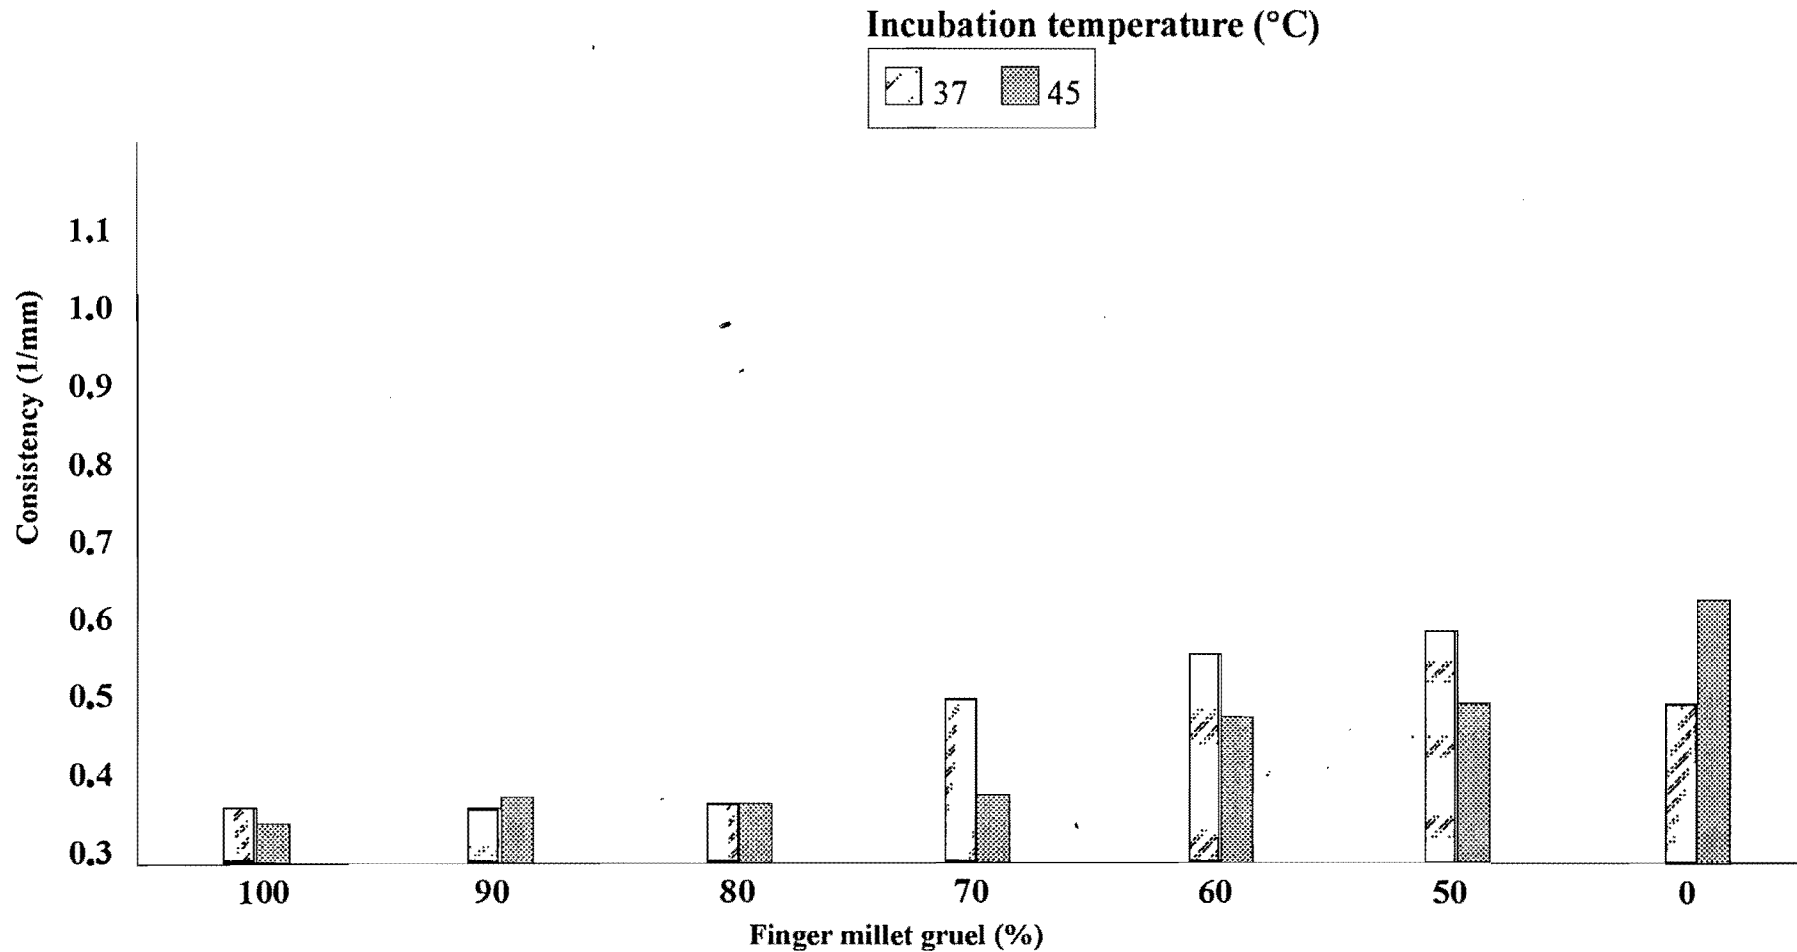 Incubation temperature (°C)
37 45
Consistency (1/mm)
1.1
1.0
0.9
0.8
0.7
0.6
0.5
0.4
0.3
100 90 80 70 60 50 0
Finger millet gruel (%)